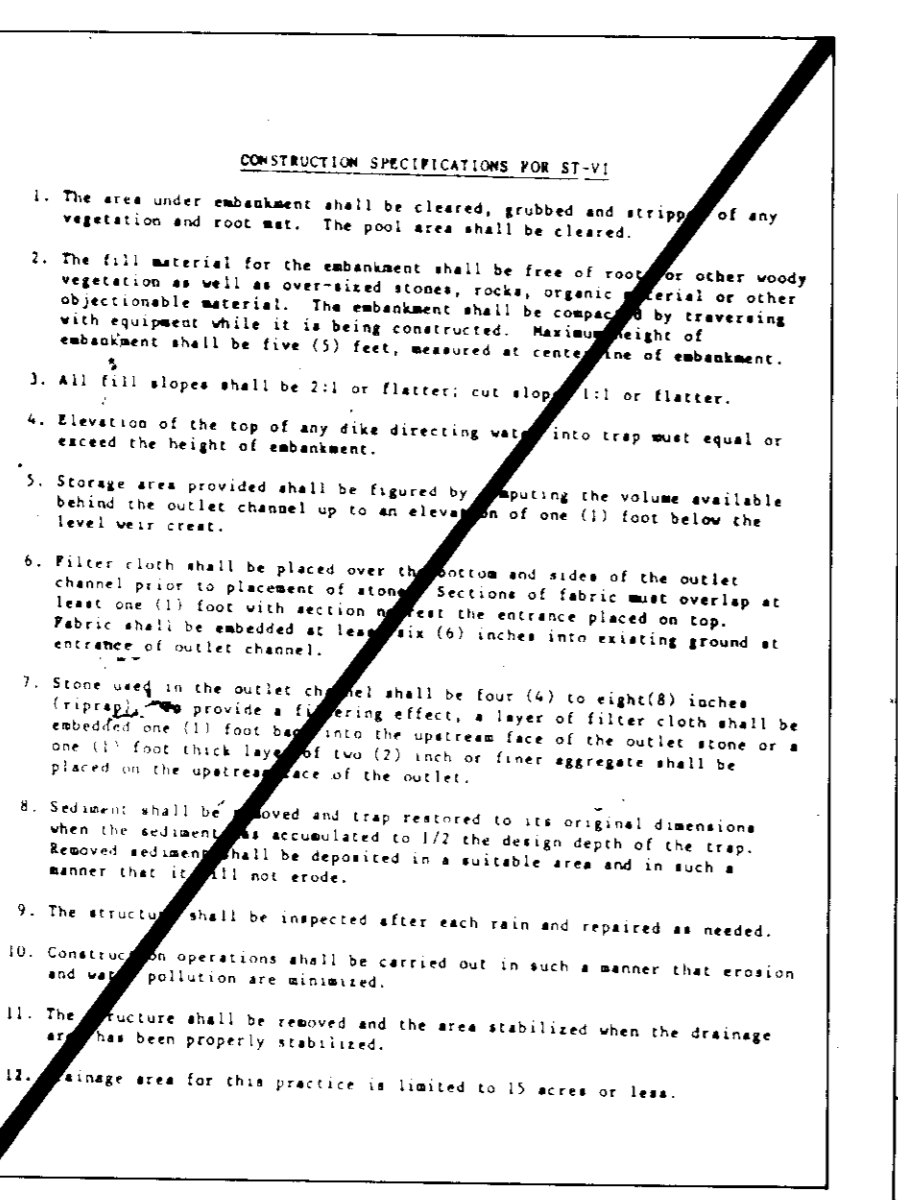 CONSTRUCTION SPECIFICATIONS FOR ST-VI
1. The area under embankment shall be cleared, grubbed and stripp of any
vegetation and root mat. The pool area shall be cleared.
2. The fill material for the embankment shall be free of root or other woody
vegetation as well as over-sized stones, rocks, organic erial or other
objectionable material. The embankment shall be compac d by traversing
with equipment while it is being constructed. Maximum height of
embankment shall be five (5) feet, measured at center ine of embankment.
3. All fill slopes shall be 2:1 or flatter; cut slop 1:1 or flatter.
4. Elevation of the top of any dike directing wat into trap must equal or
exceed the height of embankment.
5. Storage area provided shall be figured by mputing the volume available
behind the outlet channel up to an eleva on of one (1) foot below the
level weir crest.
6. Filter cloth shall be placed over th bottom and sides of the outlet
channel prior to placement of stone. Sections of fabric must overlap at
least one (1) foot with section n rest the entrance placed on top.
Fabric shall be embedded at leas six (6) inches into existing ground at
entrance of outlet channel.
7. Stone used in the outlet ch nel shall be four (4) to eight(8) inches
(riprap). To provide a fi ering effect, a layer of filter cloth shall be
embedded one (1) foot back into the upstream face of the outlet stone or a
one (1) foot thick laye of two (2) inch or finer aggregate shall be
placed on the upstrea ace of the outlet.
8. Sediment shall be moved and trap restored to its original dimensions
when the sediment as accumulated to 1/2 the design depth of the trap.
Removed sediment shall be deposited in a suitable area and in such a
manner that it ill not erode.
9. The structu shall be inspected after each rain and repaired as needed.
10. Construc on operations shall be carried out in such a manner that erosion
and wat pollution are minimized.
11. The ructure shall be removed and the area stabilized when the drainage
are has been properly stabilized.
12. ainage area for this practice is limited to 15 acres or less.